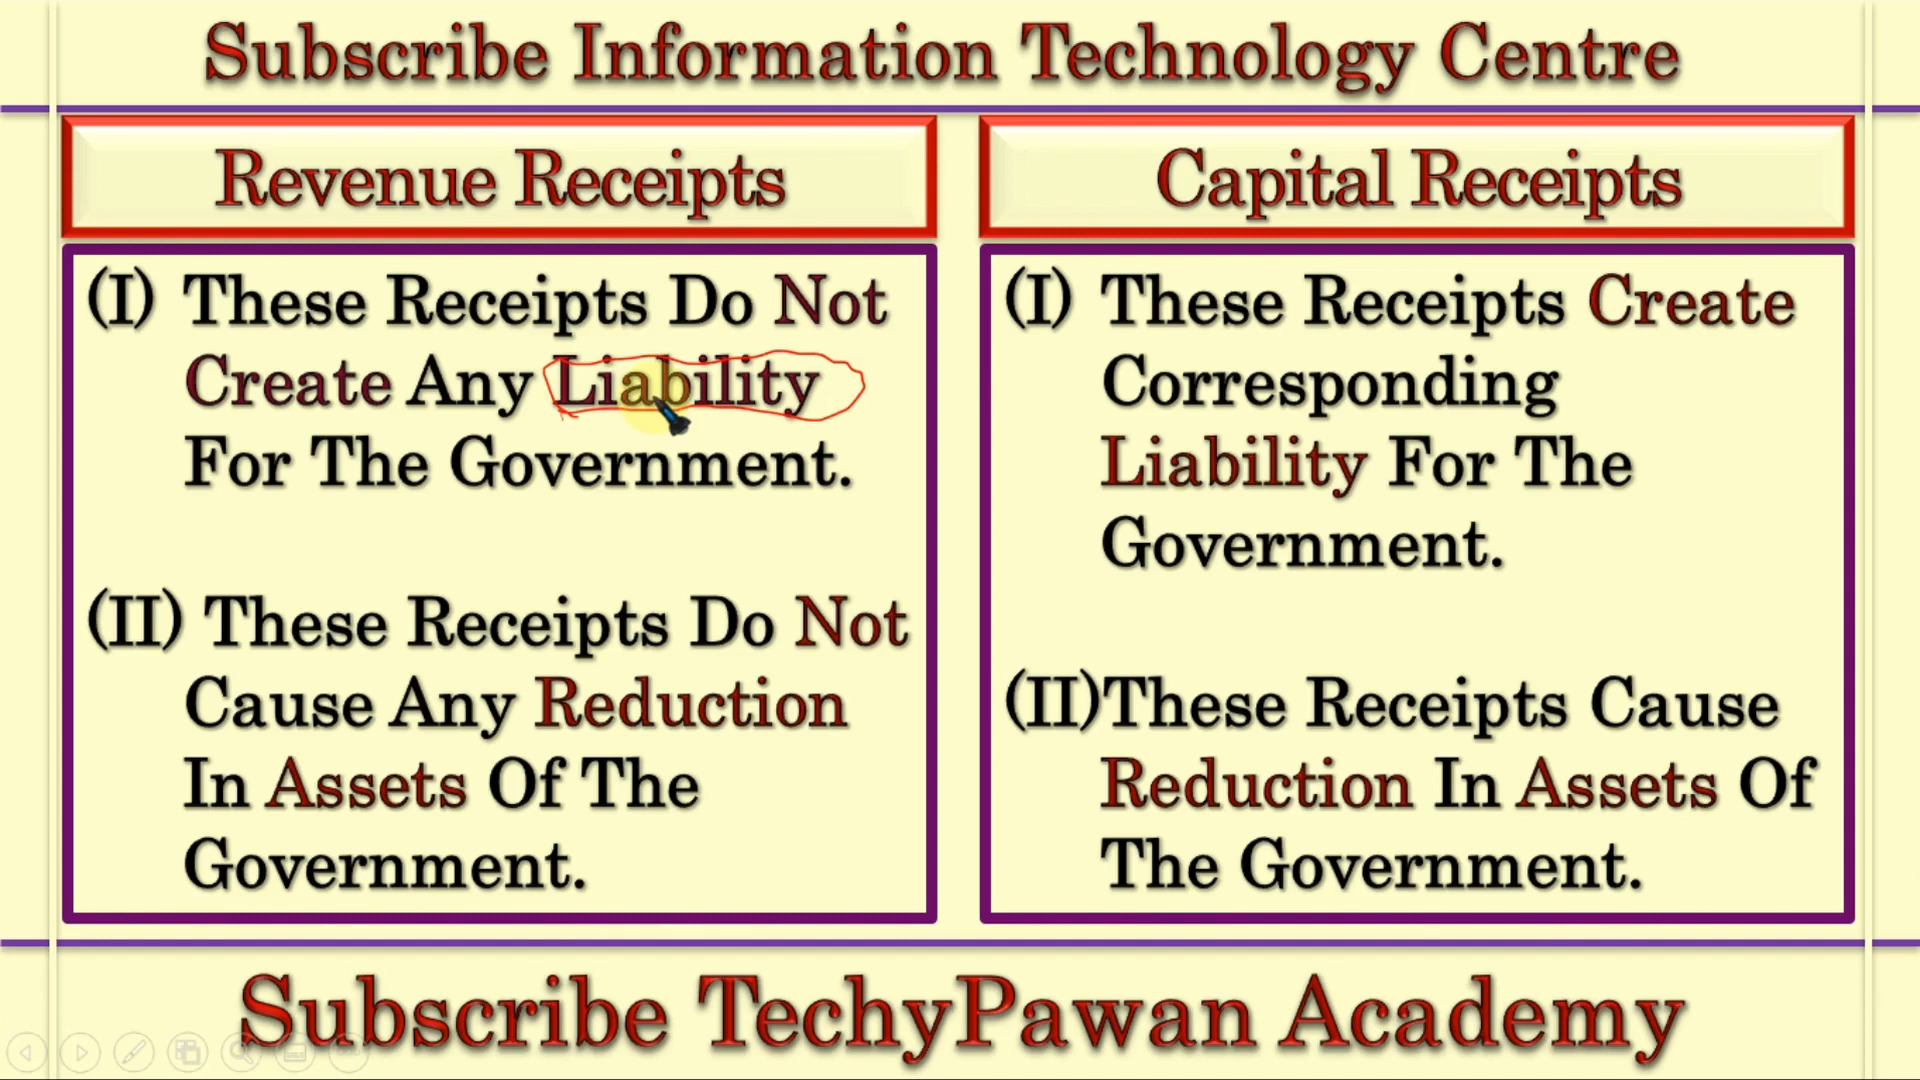 Subscribe Information Technology Centre
Revenue Receipts
(I) These Receipts Do Not
Create Any Liability
For The Government.
(II) These Receipts Do Not
Cause Any Reduction
In Assets Of The
Government.
Capital Receipts
(I) These Receipts Create
Corresponding
Liability For The
Government.
(II)These Receipts Cause
Reduction In Assets Of
The Government.
Subscribe TechyPawan Academy